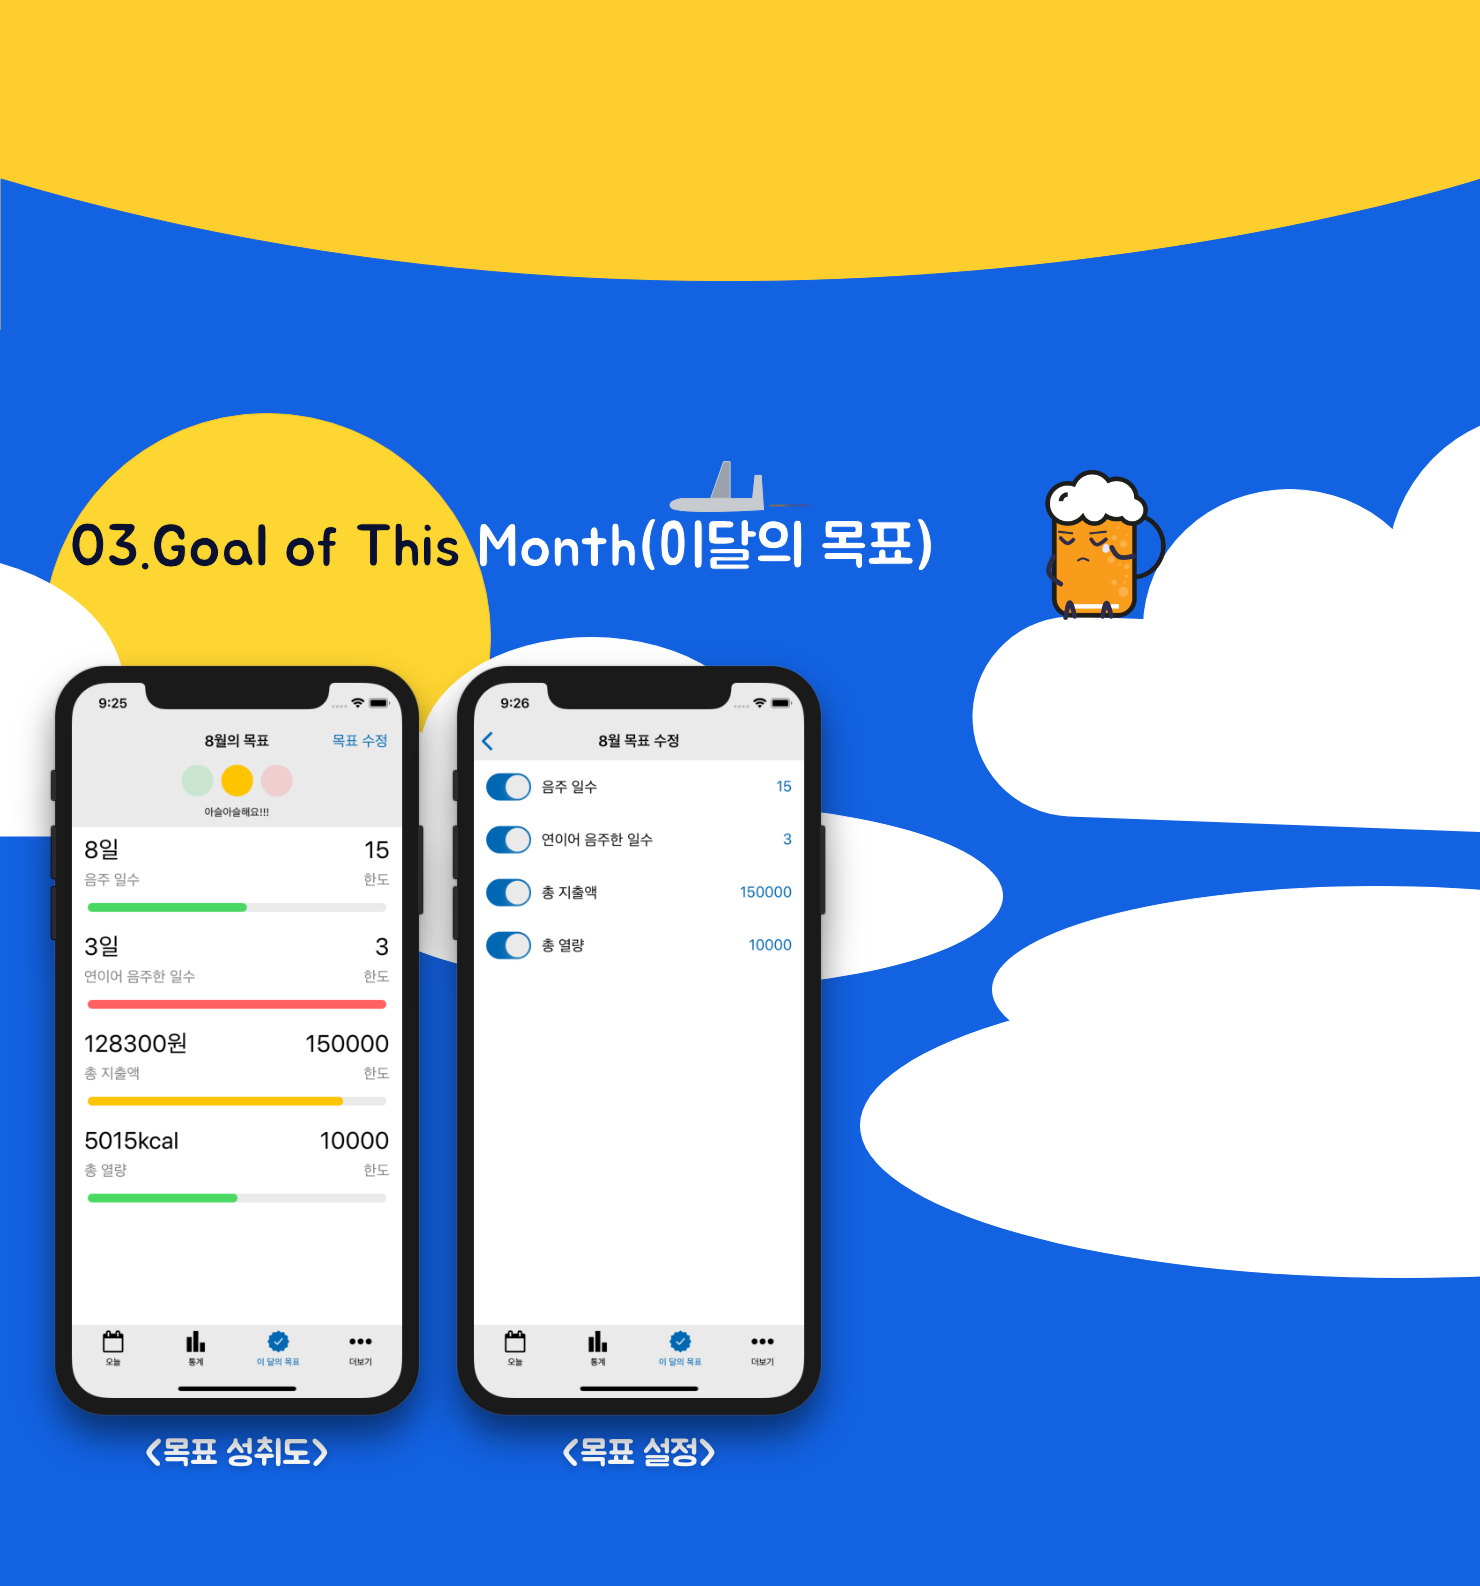 03.Goal of This Month(이달의 목표)
9:25
8월의 목표
목표 수정
아슬아슬해요!!!
8일
15
음주 일수
한도
3일
3
연이어 음주한 일수
한도
128300원
150000
총 지출액
한도
5015kcal
10000
총 열량
한도
오늘
통계
이 달의 목표
더보기
<목표 성취도>
9:26
8월 목표 수정
음주 일수
15
연이어 음주한 일수
3
총 지출액
150000
총 열량
10000
오늘
통계
이 달의 목표
더보기
<목표 설정>